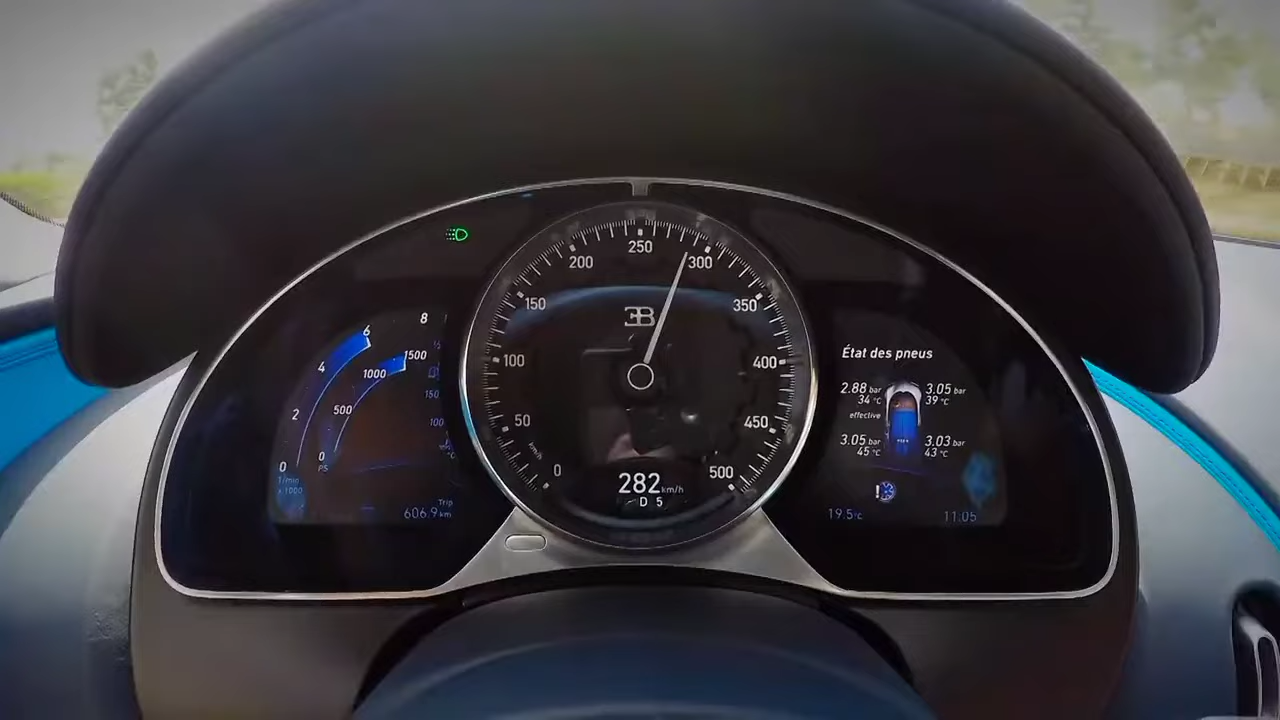 200
250
300
150
350
100
400
50
450
0
500
km/h
282 km/h
D 5
8
6
4
2
0
1/min
x 1000
1500
1000
500
0
PS
150
100
°C
Trip
606.9 km
État des pneus
2.88 bar
34 °C
3.05 bar
39 °C
effective
3.05 bar
45 °C
3.03 bar
43 °C
19.5°C
11:05